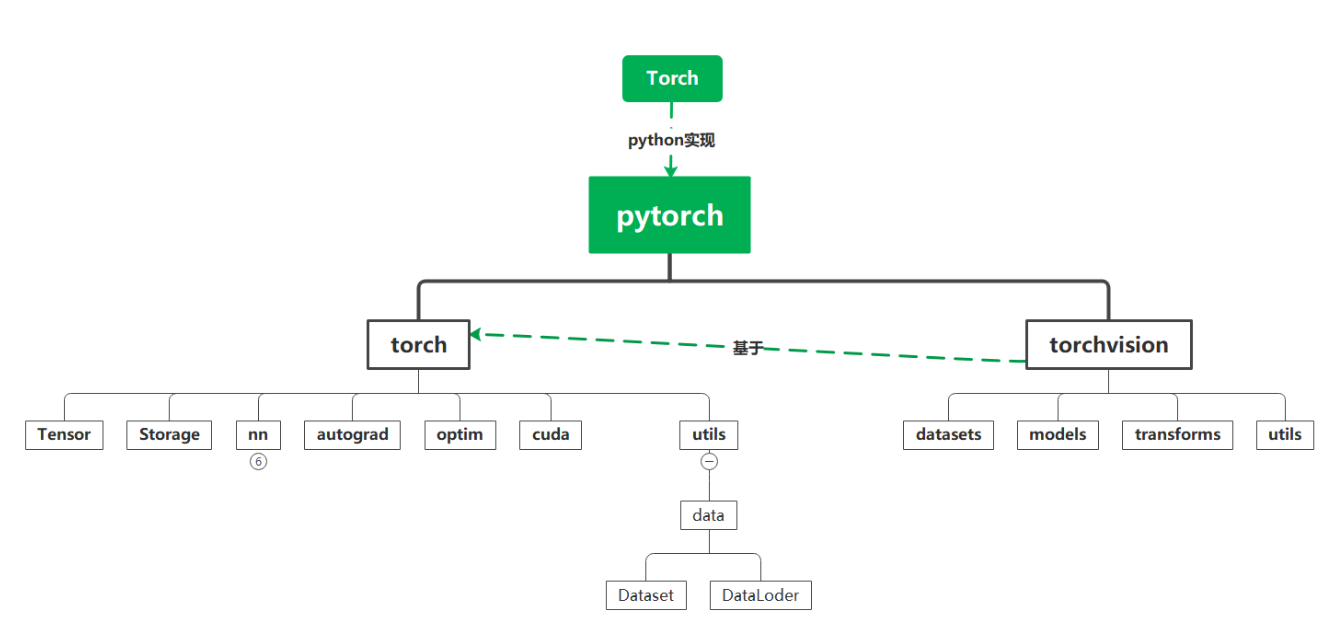 Torch
python实现
pytorch
torch
基于
torchvision
Tensor
Storage
nn
autograd
optim
cuda
utils
datasets
models
transforms
utils
6
data
Dataset
DataLoder